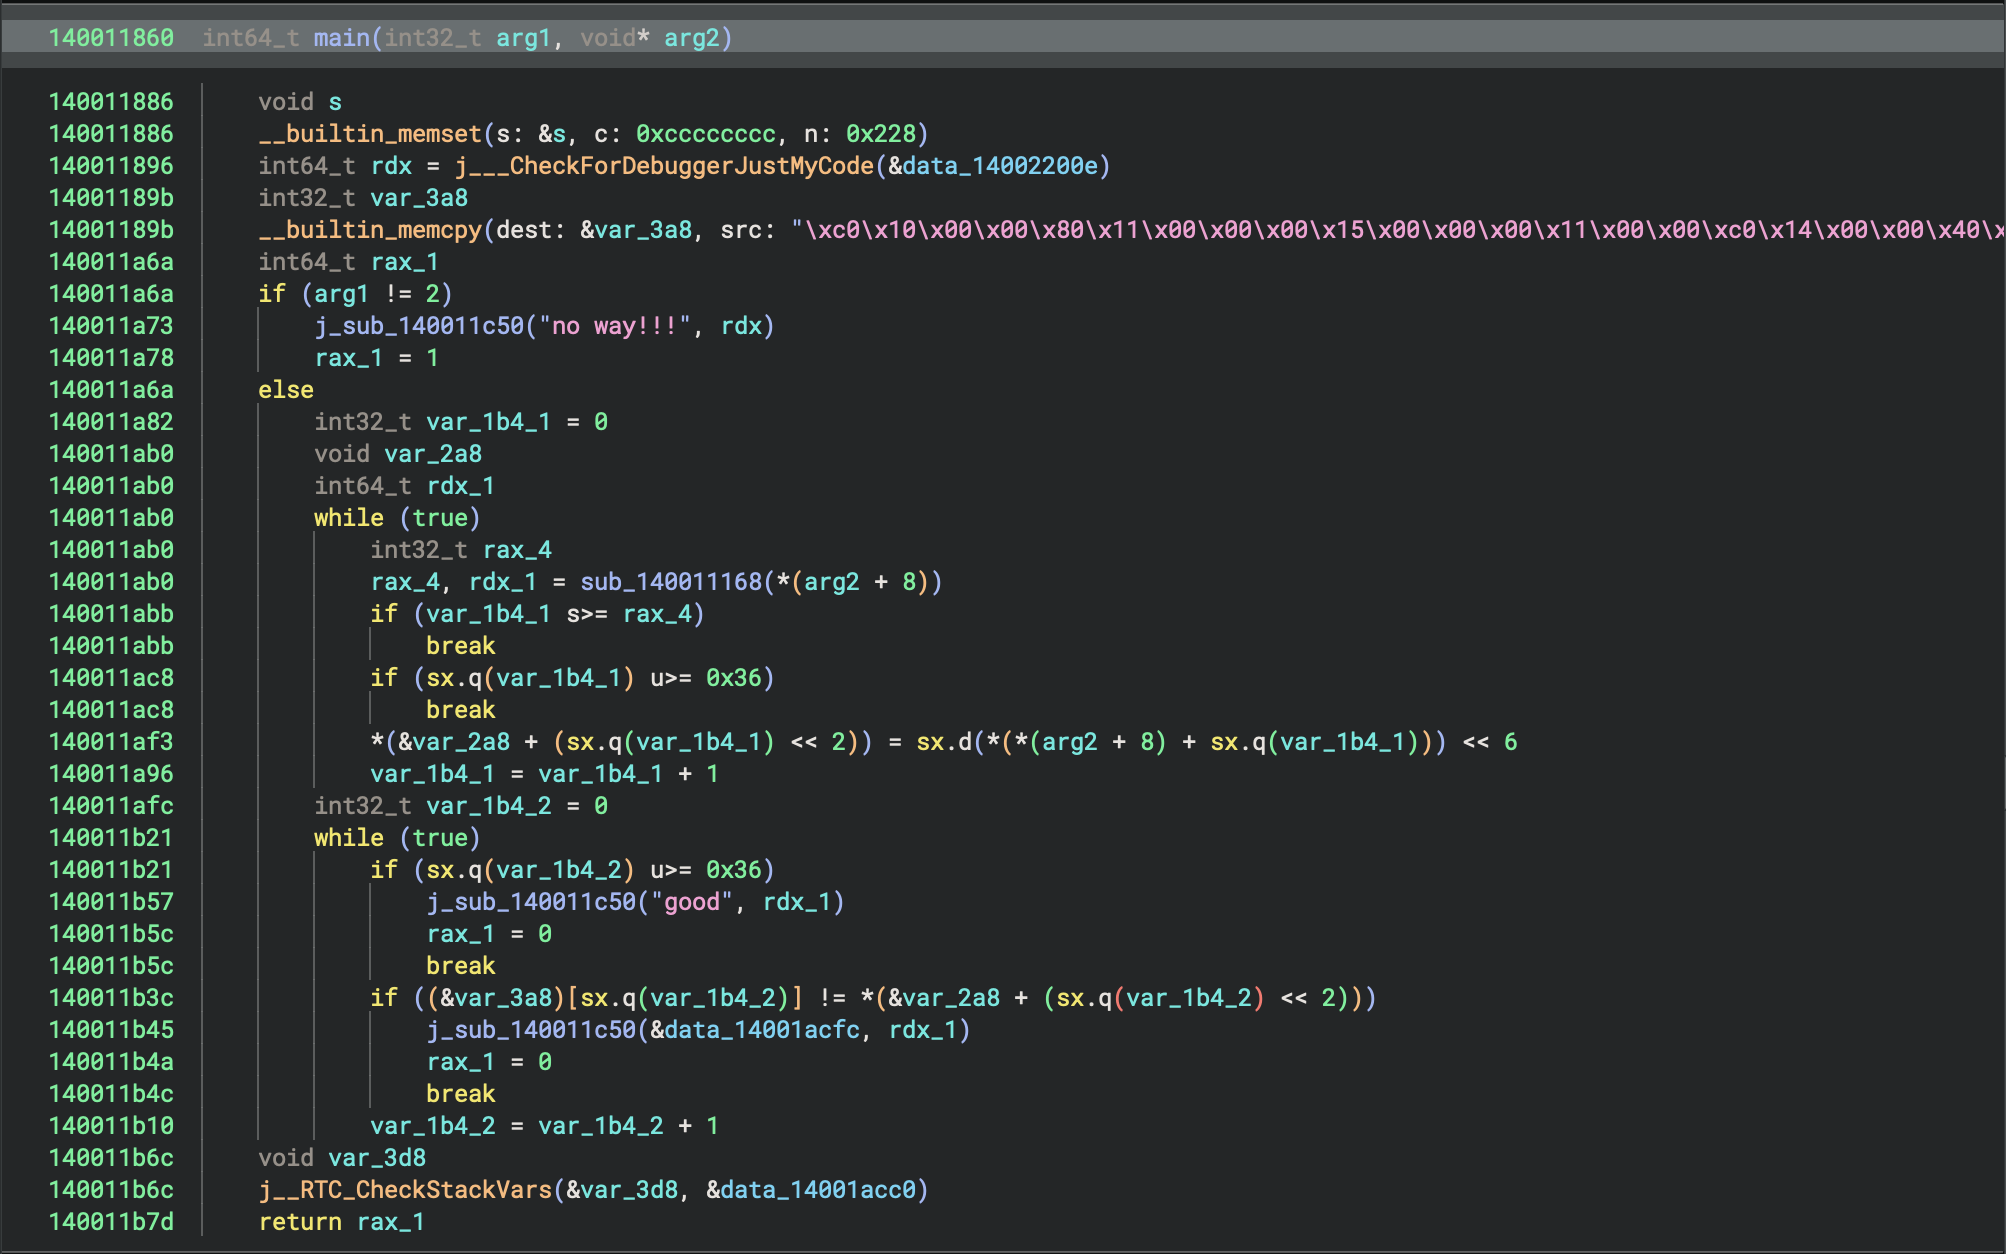 140011860  int64_t main(int32_t arg1, void* arg2)
140011886      void s
140011886      __builtin_memset(s: &s, c: 0xcccccccc, n: 0x228)
140011896      int64_t rdx = j___CheckForDebuggerJustMyCode(&data_14002200e)
14001189b      int32_t var_3a8
14001189b      __builtin_memcpy(dest: &var_3a8, src: "\xc0\x10\x00\x00\x80\x11\x00\x00\x00\x15\x00\x00\x00\x11\x00\x00\xc0\x14\x00\x00\x40\x
140011a6a      int64_t rax_1
140011a6a      if (arg1 != 2)
140011a73          j_sub_140011c50("no way!!!", rdx)
140011a78          rax_1 = 1
140011a6a      else
140011a82          int32_t var_1b4_1 = 0
140011ab0          void var_2a8
140011ab0          int64_t rdx_1
140011ab0          while (true)
140011ab0              int32_t rax_4
140011ab0              rax_4, rdx_1 = sub_140011168(*(arg2 + 8))
140011abb              if (var_1b4_1 s>= rax_4)
140011abb                  break
140011ac8              if (sx.q(var_1b4_1) u>= 0x36)
140011ac8                  break
140011af3              *(&var_2a8 + (sx.q(var_1b4_1) << 2)) = sx.d(*(*(arg2 + 8) + sx.q(var_1b4_1))) << 6
140011a96              var_1b4_1 = var_1b4_1 + 1
140011afc          int32_t var_1b4_2 = 0
140011b21          while (true)
140011b21              if (sx.q(var_1b4_2) u>= 0x36)
140011b57                  j_sub_140011c50("good", rdx_1)
140011b5c                  rax_1 = 0
140011b5c                  break
140011b3c              if ((&var_3a8)[sx.q(var_1b4_2)] != *(&var_2a8 + (sx.q(var_1b4_2) << 2)))
140011b45                  j_sub_140011c50(&data_14001acfc, rdx_1)
140011b4a                  rax_1 = 0
140011b4c                  break
140011b10              var_1b4_2 = var_1b4_2 + 1
140011b6c      void var_3d8
140011b6c      j__RTC_CheckStackVars(&var_3d8, &data_14001acc0)
140011b7d      return rax_1